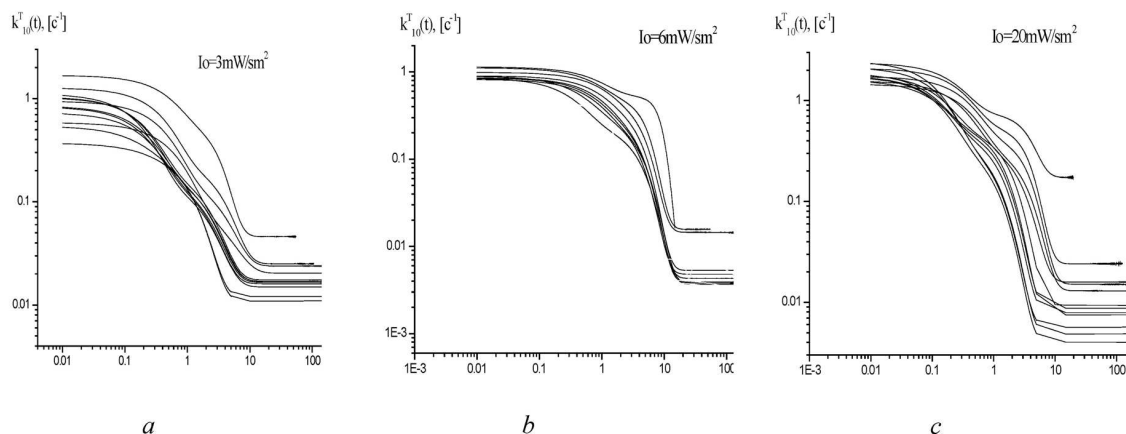 k^T_10(t), [c^-1]
Io=3mW/sm^2
1
0.1
0.01
0.01 0.1 1 10 100
a
k^T_10(t), [c^-1]
Io=6mW/sm^2
1
0.1
0.01
1E-3
1E-3 0.01 0.1 1 10 100
b
k^T_10(t), [c^-1]
Io=20mW/sm^2
1
0.1
0.01
1E-3 0.01 0.1 1 10 100
c